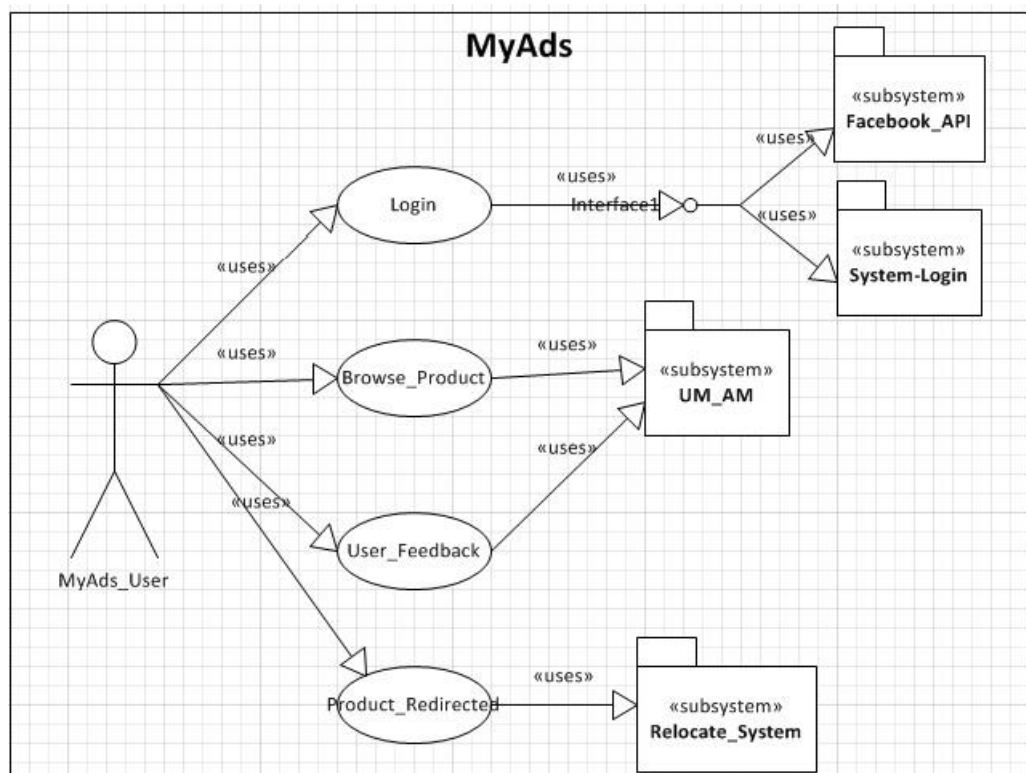 MyAds
«subsystem»
Facebook_API
«uses»
«uses»
Login
Interface1
«uses»
«subsystem»
System-Login
«uses»
«uses»
Browse_Product
«uses»
«subsystem»
UM_AM
«uses»
«uses»
«uses»
User_Feedback
MyAds_User
«uses»
«subsystem»
Product_Redirected
Relocate_System